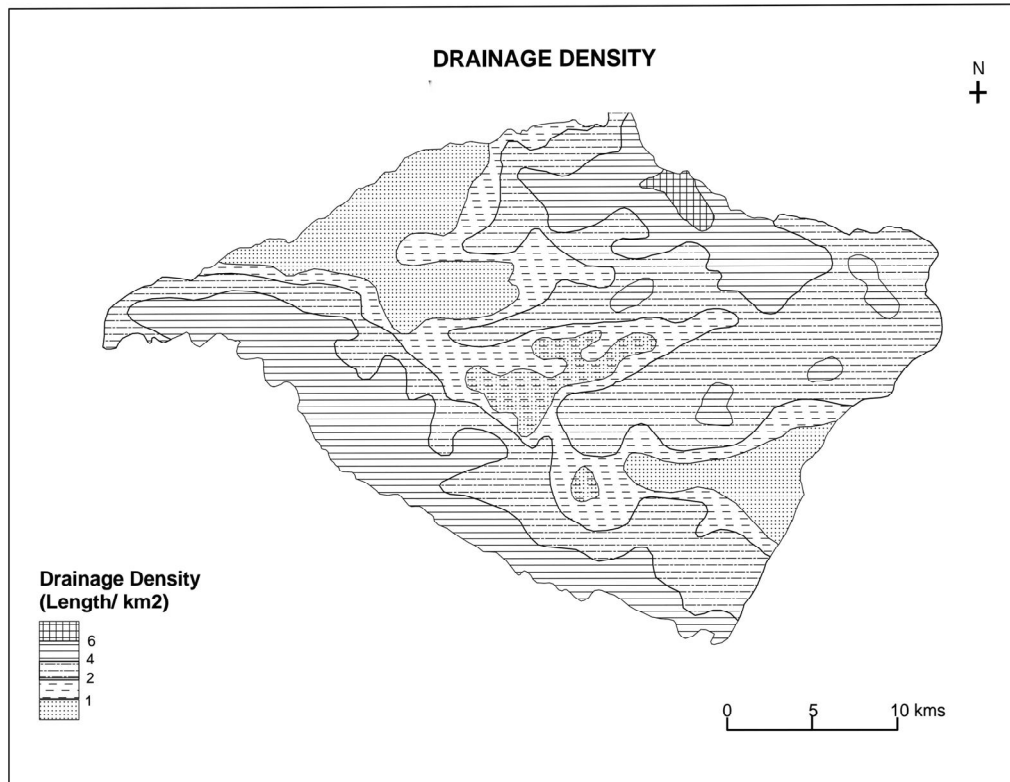 DRAINAGE DENSITY
N
Drainage Density
(Length/ km2)
6
4
2
1
0 5 10 kms